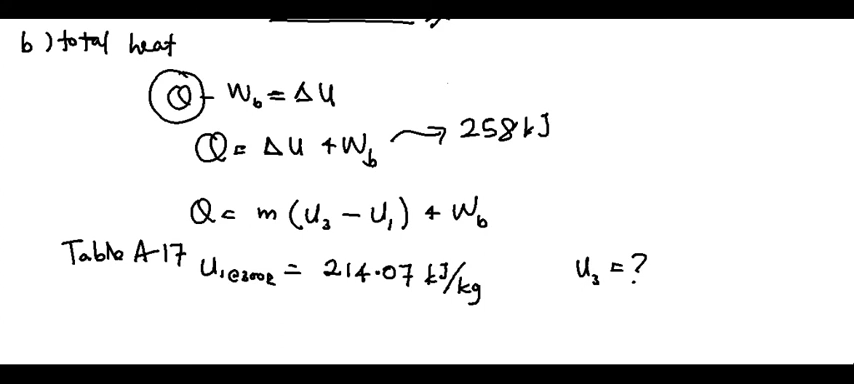 b) total heat
Q - W_b = ΔU
Q = ΔU + W_b → 258 kJ
Q = m (U_3 - U_1) + W_b
Table A-17 U_1@300K = 214.07 kJ/kg U_3 = ?